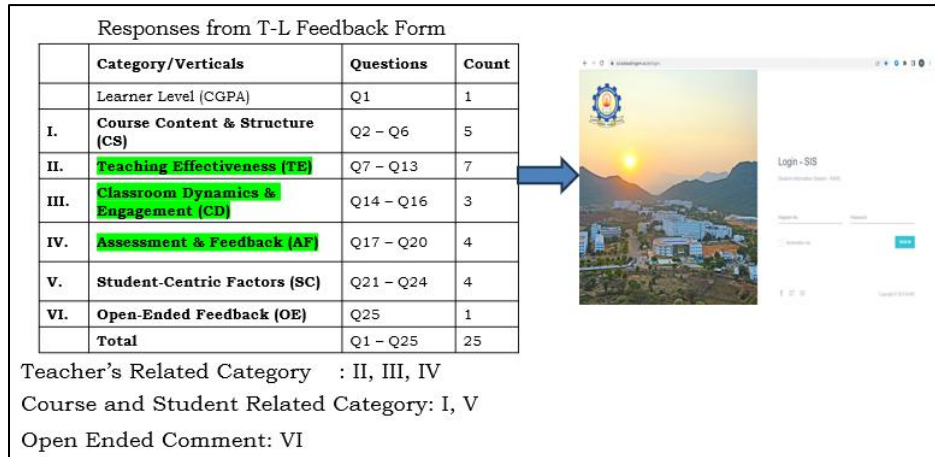 Responses from T-L Feedback Form
Category/Verticals Questions Count
Learner Level (CGPA) Q1 1
I. Course Content & Structure (CS) Q2 – Q6 5
II. Teaching Effectiveness (TE) Q7 – Q13 7
III. Classroom Dynamics & Engagement (CD) Q14 – Q16 3
IV. Assessment & Feedback (AF) Q17 – Q20 4
V. Student-Centric Factors (SC) Q21 – Q24 4
VI. Open-Ended Feedback (OE) Q25 1
Total Q1 – Q25 25
Login - SIS
Teacher's Related Category : II, III, IV
Course and Student Related Category: I, V
Open Ended Comment: VI